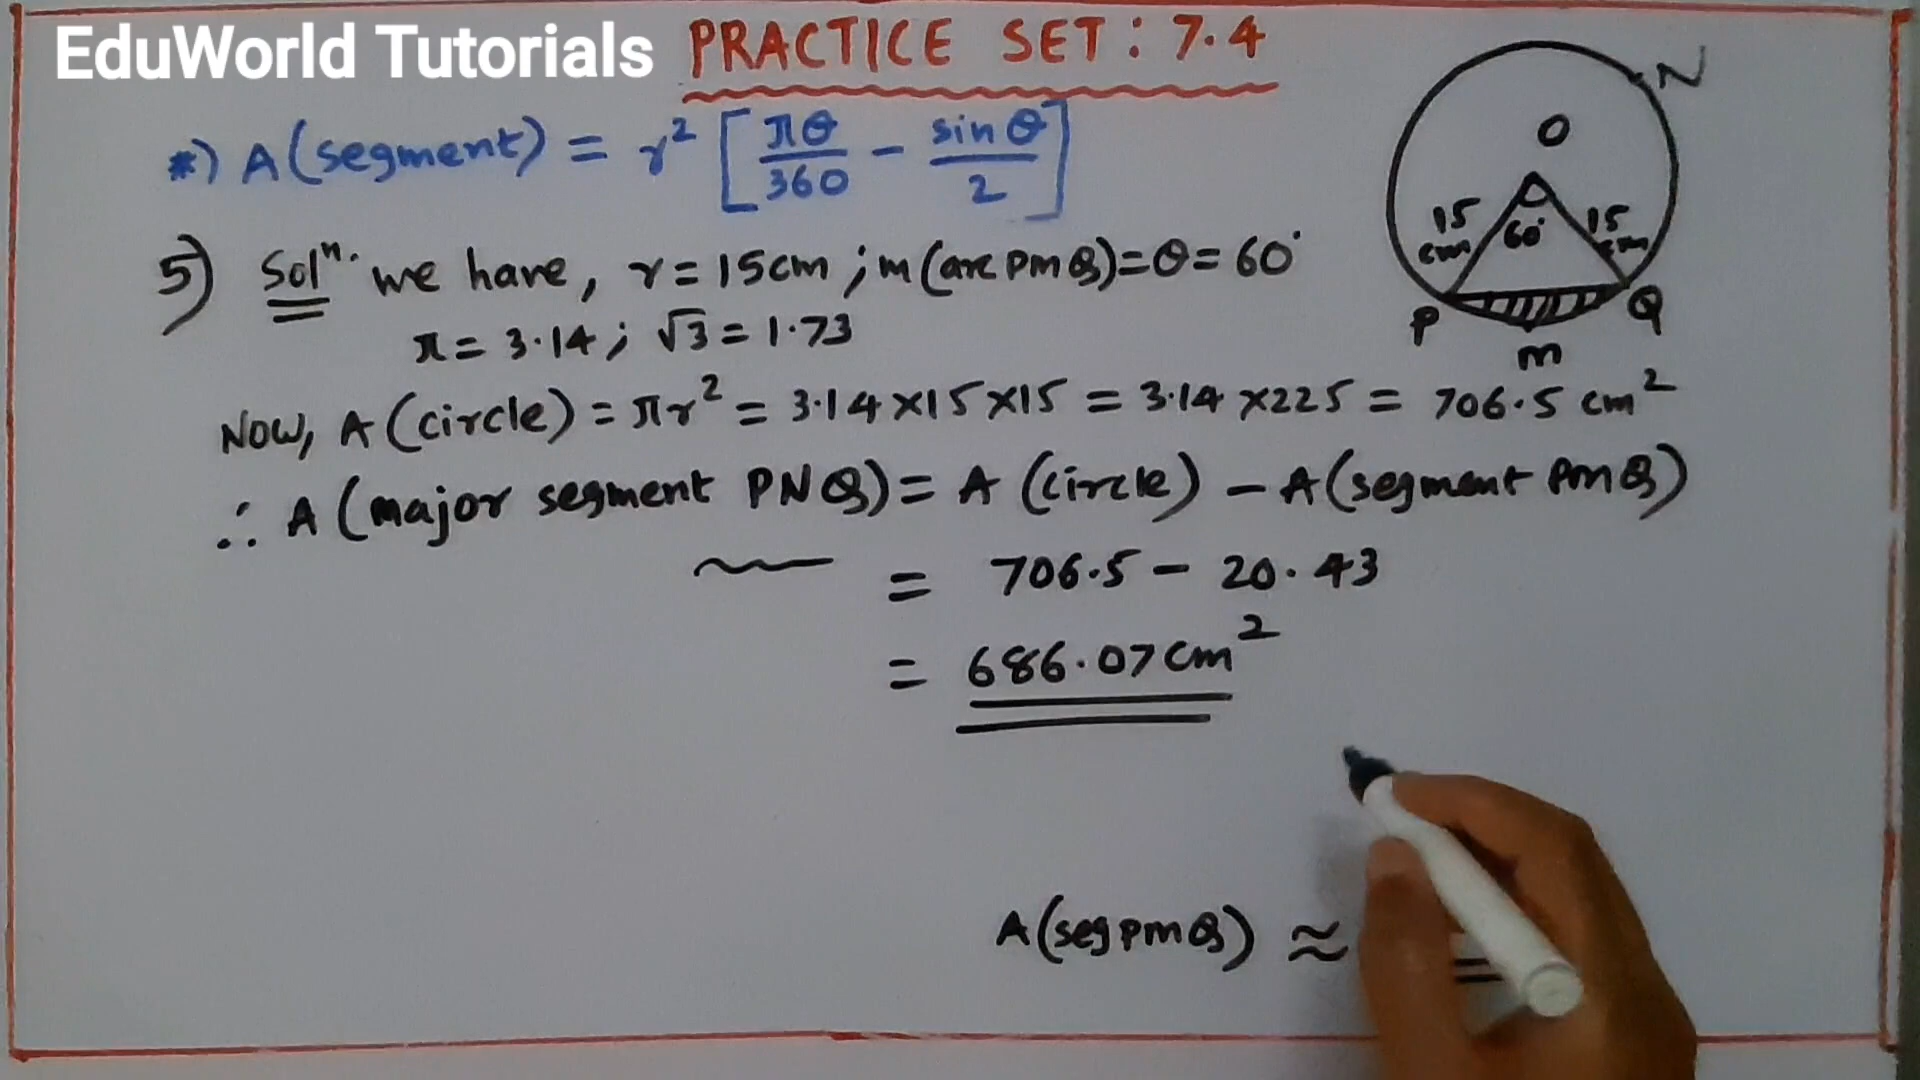 EduWorld Tutorials PRACTICE SET: 7.4
*) A(segment) = r² [πθ/360 - sin θ/2]
5) Solⁿ. we have, r = 15cm ; m(arc PMQ) = θ = 60°
π = 3.14 ; √3 = 1.73
NOW, A (circle) = πr² = 3.14 ×15 ×15 = 3.14 ×225 = 706.5 cm²
∴ A (major segment PNQ) = A (circle) - A(segment PMQ)
= 706.5 - 20.43
= 686.07 cm²
A(seg PMQ) ≈
N
O
15 cm
60°
15 cm
P
Q
M